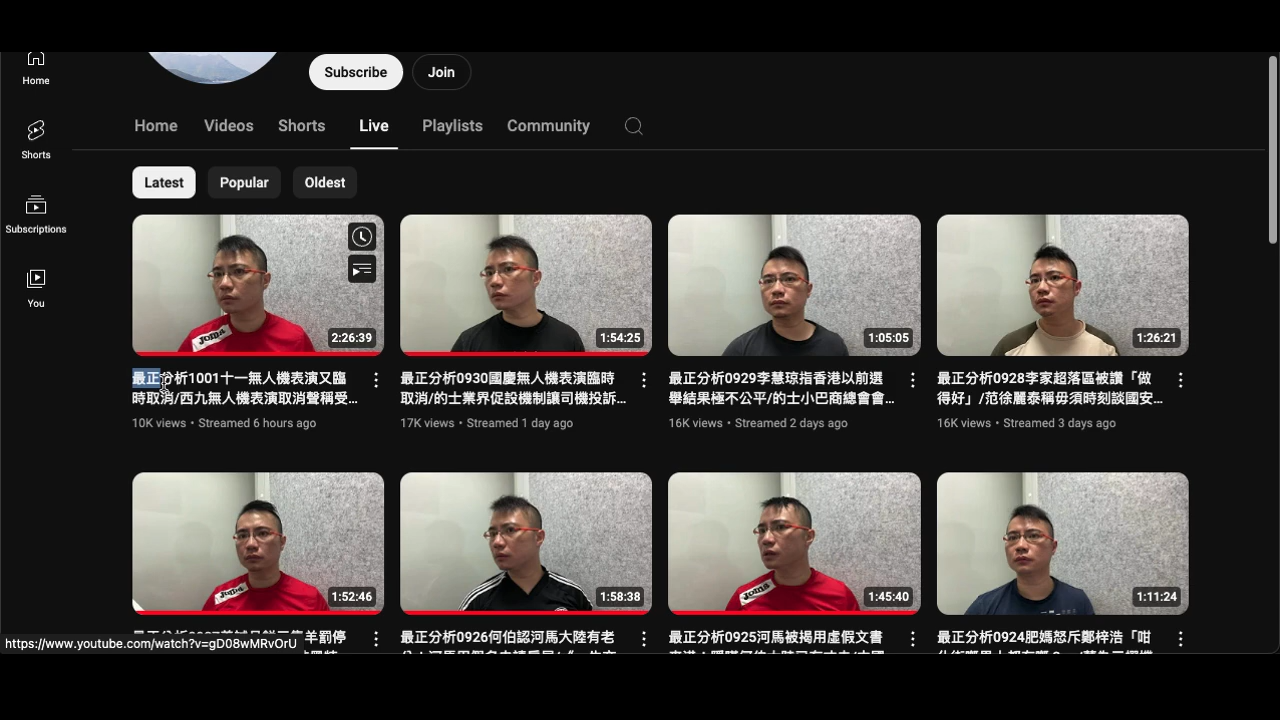 Subscribe
Join
Home
Home
Videos
Shorts
Live
Playlists
Community
Shorts
Latest
Popular
Oldest
Subscriptions
You
Joma
2:26:39
1:54:25
1:05:05
1:26:21
最正分析1001十一無人機表演又臨
時取消/西九無人機表演取消聲稱受...
10K views • Streamed 6 hours ago
最正分析0930國慶無人機表演臨時
取消/的士業界促設機制讓司機投訴...
17K views • Streamed 1 day ago
最正分析0929李慧琼指香港以前選
舉結果極不公平/的士小巴商總會會...
16K views • Streamed 2 days ago
最正分析0928李家超落區被讚「做
得好」/范徐麗泰稱毋須時刻談國安...
16K views • Streamed 3 days ago
Joma
Joma
1:52:46
1:58:38
1:45:40
1:11:24
最正分析0926何伯認河馬大陸有老
最正分析0925河馬被揭用虛假文書
最正分析0924肥媽怒斥鄭梓浩「咁
https://www.youtube.com/watch?v=gD08wMRvOrU